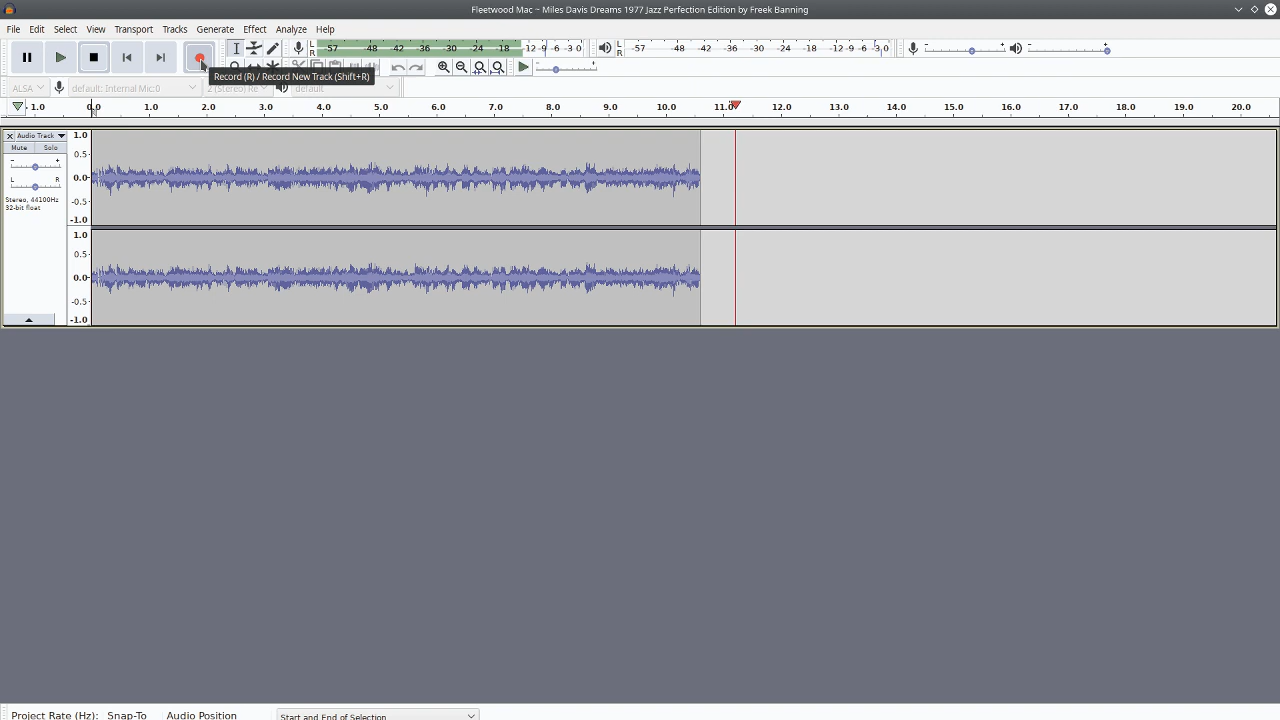 Fleetwood Mac ~ Miles Davis Dreams 1977 Jazz Perfection Edition by Freek Banning
File Edit Select View Transport Tracks Generate Effect Analyze Help
L R -57 -48 -42 -36 -30 -24 -18 -12 -9 -6 -3 0 L R -57 -48 -42 -36 -30 -24 -18 -12 -9 -6 -3 0
Record (R) / Record New Track (Shift+R)
ALSA default: Internal Mic:0 2 (Stereo) Re default
1.0 0.0 1.0 2.0 3.0 4.0 5.0 6.0 7.0 8.0 9.0 10.0 11.0 12.0 13.0 14.0 15.0 16.0 17.0 18.0 19.0 20.0
Audio Track 1.0
Mute Solo 0.5
- + 0.0
L R
Stereo, 44100Hz -0.5
32-bit float
-1.0
1.0
0.5
0.0
-0.5
-1.0
Project Rate (Hz): Snap-To Audio Position Start and End of Selection